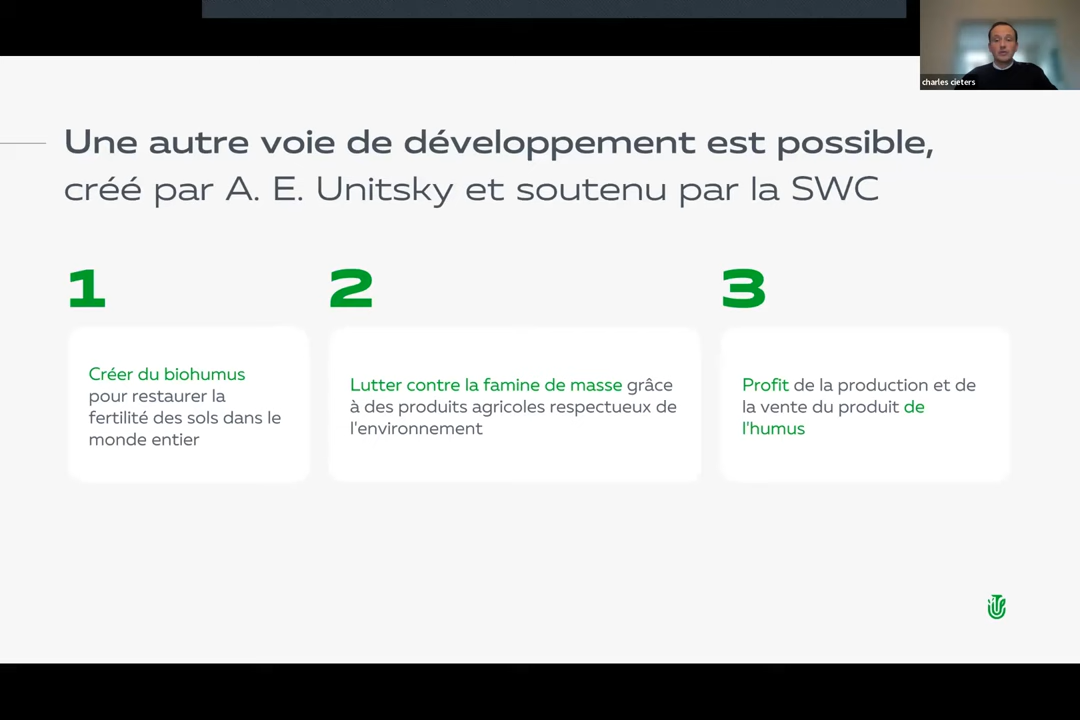 charles cieters
Une autre voie de développement est possible,
créé par A. E. Unitsky et soutenu par la SWC
1
Créer du biohumus
pour restaurer la
fertilité des sols dans le
monde entier
2
Lutter contre la famine de masse grâce
à des produits agricoles respectueux de
l'environnement
3
Profit de la production et de
la vente du produit de
l'humus